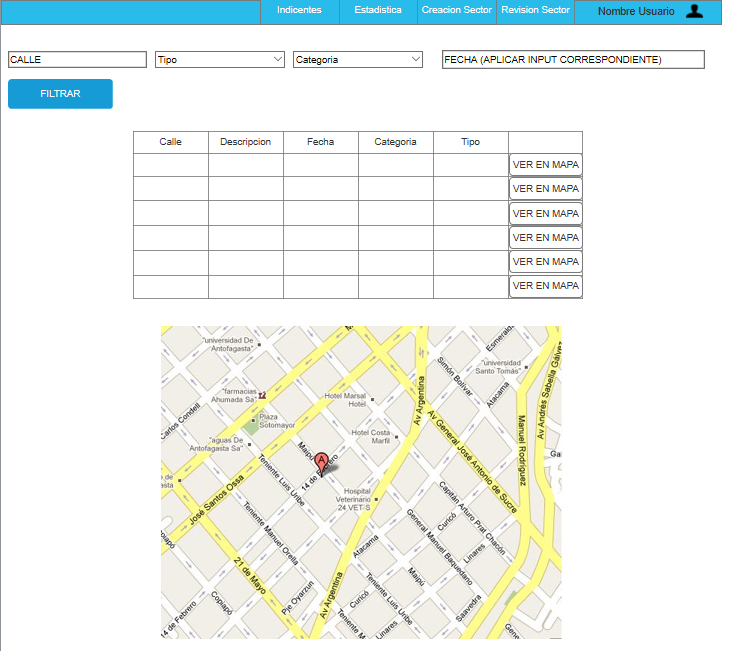 Indicentes
Estadistica
Creacion Sector
Revision Sector
Nombre Usuario
CALLE
Tipo
Categoria
FECHA (APLICAR INPUT CORRESPONDIENTE)
FILTRAR
Calle
Descripcion
Fecha
Categoria
Tipo
VER EN MAPA
VER EN MAPA
VER EN MAPA
VER EN MAPA
VER EN MAPA
VER EN MAPA
"universidad De
Antofagasta"
Esmeralda
Simón Bolívar
"universidad
Santo Tomás"
Av Andrés Sabella Gálvez
Atacama
Av Argentina
"farmacias
Ahumada Sa"
Hotel Marsal
Hotel
Carlos Condell
Plaza
Sotomayor
Av General José Antonio de Sucre
Manuel Rodríguez
Hotel Costa
Marfil
"aguas De
Antofagasta Sa"
Maipú
A
14 de Febrero
Teniente Luis Uribe
José Santos Ossa
Hospital
Veterinario
24 VET-S
Capitán Arturo Prat Chacón
Curicó
Linares
General Manuel Baquedano
Teniente Manuel Orella
Atacama
21 de Mayo
Maipú
Teniente Luis Uribe
Curicó
Pje Oyarzun
Av Argentina
Copiapó
Saavedra
14 de Febrero
Teniente M
Linares
Gene